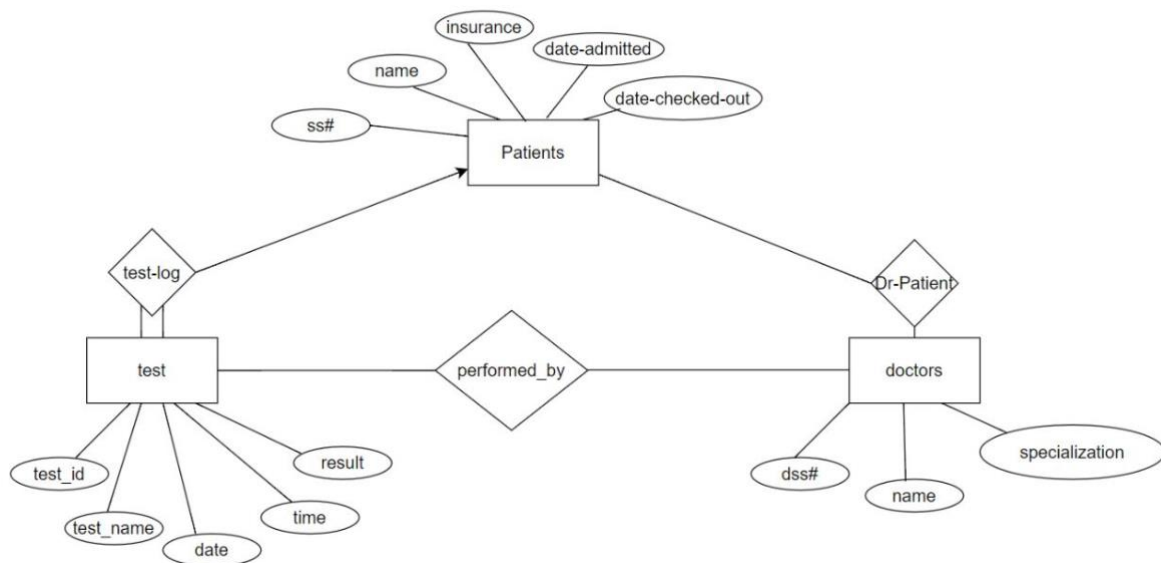 insurance
date-admitted
name
date-checked-out
ss#
Patients
test-log
Dr-Patient
test
performed_by
doctors
test_id
result
specialization
dss#
name
test_name
time
date